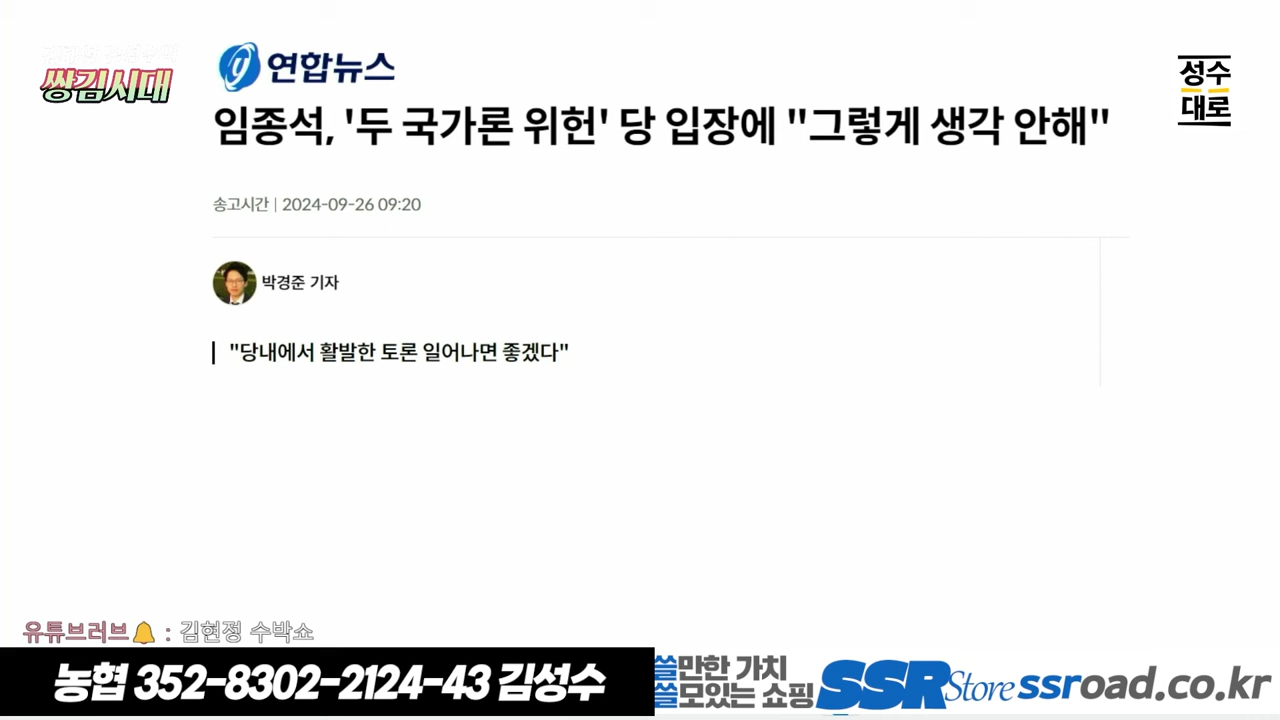 쌍김시대
연합뉴스
성수
대로
임종석, '두 국가론 위헌' 당 입장에 "그렇게 생각 안해"
송고시간 | 2024-09-26 09:20
박경준 기자
"당내에서 활발한 토론 일어나면 좋겠다"
유튜브러브🔔 : 김현정 수박쇼
농협 352-8302-2124-43 김성수
쓸만한 가치
쓸모있는 쇼핑
SSR Store ssroad.co.kr